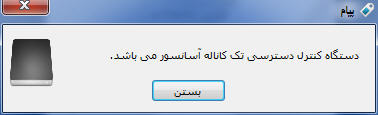 پیام
دستگاه کنترل دسترسی تک کاناله آسانسور می باشد.
بستن